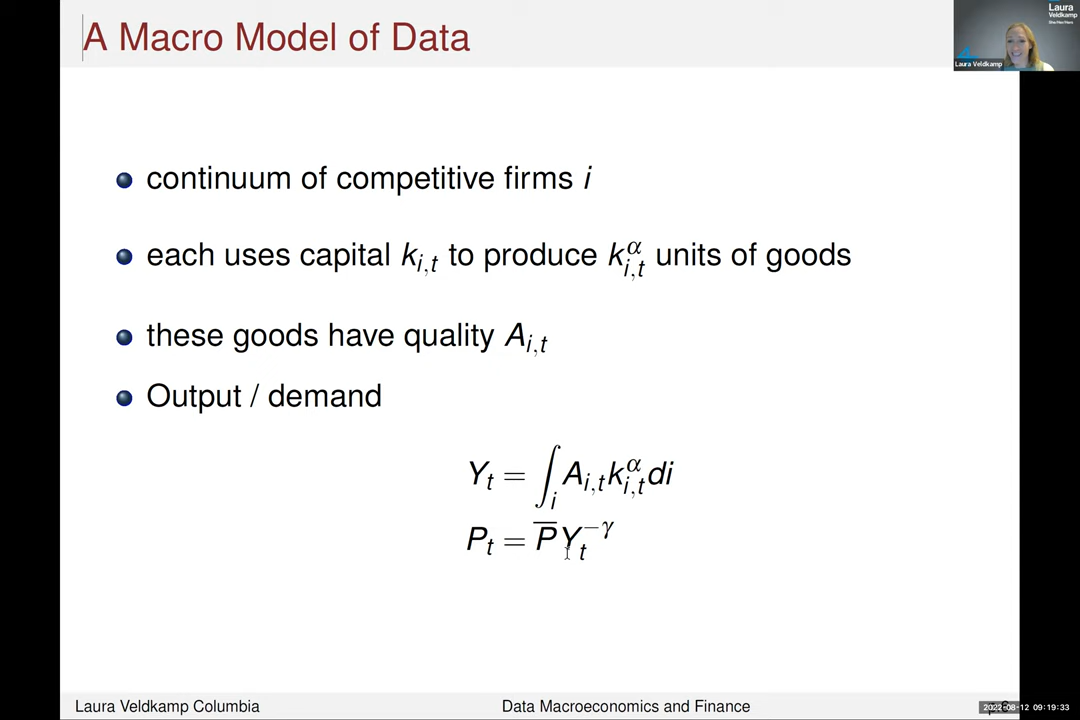 A Macro Model of Data
Laura
Veldkamp
Laura Veldkamp
continuum of competitive firms i
each uses capital k_{i,t} to produce k_{i,t}^α units of goods
these goods have quality A_{i,t}
Output / demand
Y_t = ∫_i A_{i,t} k_{i,t}^α di
P_t = P̅ Y_t^{−γ}
Laura Veldkamp Columbia
Data Macroeconomics and Finance
2022-08-12 09:19:33